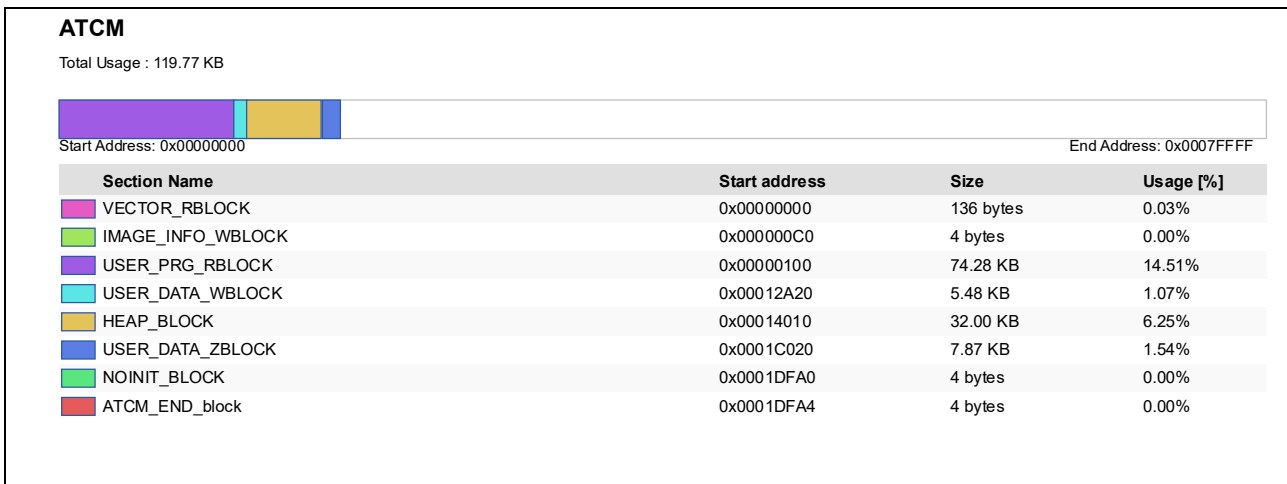 ATCM
Total Usage : 119.77 KB
Start Address: 0x00000000 End Address: 0x0007FFFF
Section Name Start address Size Usage [%]
VECTOR_RBLOCK 0x00000000 136 bytes 0.03%
IMAGE_INFO_WBLOCK 0x000000C0 4 bytes 0.00%
USER_PRG_RBLOCK 0x00000100 74.28 KB 14.51%
USER_DATA_WBLOCK 0x00012A20 5.48 KB 1.07%
HEAP_BLOCK 0x00014010 32.00 KB 6.25%
USER_DATA_ZBLOCK 0x0001C020 7.87 KB 1.54%
NOINIT_BLOCK 0x0001DFA0 4 bytes 0.00%
ATCM_END_block 0x0001DFA4 4 bytes 0.00%